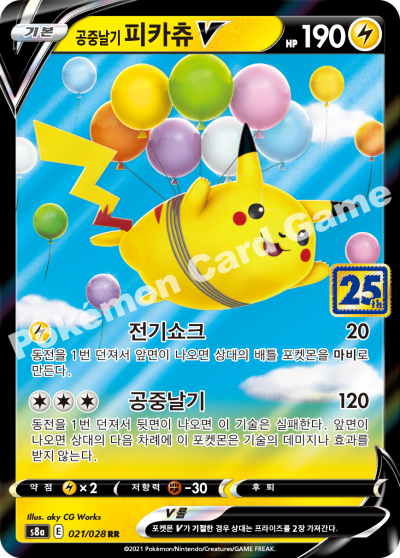 기본 공중날기 피카츄 V HP 190
Pokémon Card Game
25th
전기쇼크 20
동전을 1번 던져서 앞면이 나오면 상대의 배틀 포켓몬을 마비로
만든다.
공중날기 120
동전을 1번 던져서 뒷면이 나오면 이 기술은 실패한다. 앞면이
나오면 상대의 다음 차례에 이 포켓몬은 기술의 데미지나 효과를
받지 않는다.
약점 ×2 저항력 -30 후퇴
Illus. aky CG Works
s8a E 021/028 RR
V룰
포켓몬 V가 기절한 경우 상대는 프라이즈를 2장 가져간다.
©2021 Pokémon/Nintendo/Creatures/GAME FREAK.